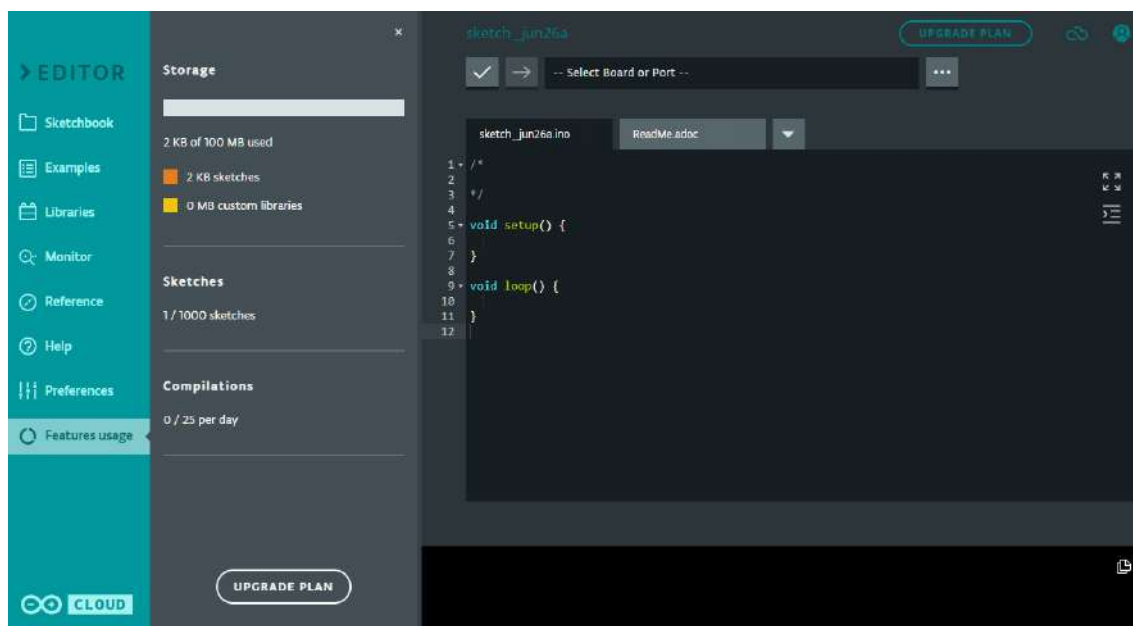 EDITOR
Sketchbook
Examples
Libraries
Monitor
Reference
Help
Preferences
Features usage
CLOUD
×
Storage
2 KB of 100 MB used
2 KB sketches
0 MB custom libraries
Sketches
1 / 1000 sketches
Compilations
0 / 25 per day
UPGRADE PLAN
sketch_jun26a
UPGRADE PLAN
-- Select Board or Port --
...
sketch_jun26a.ino
ReadMe.adoc
1 /*
2
3 */
4
5 void setup() {
6
7 }
8
9 void loop() {
10
11 }
12